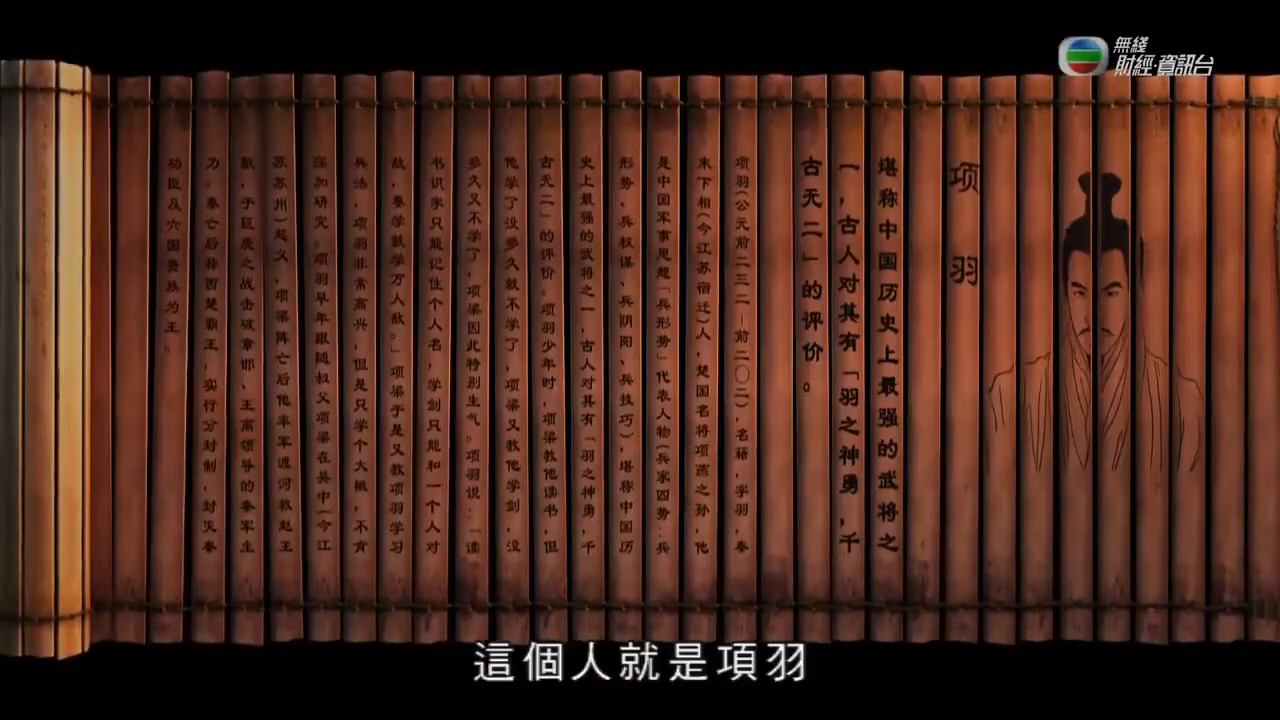 無綫
財經·資訊台
项羽
堪称中国历史上最强的武将之
一，古人对其有「羽之神勇，千
古无二」的评价。
项羽(公元前二三二－前二〇二)，名籍，字羽，秦
末下相(今江苏宿迁)人，楚国名将项燕之孙，他
是中国军事思想「兵形势」代表人物(兵家四势：兵
形势、兵权谋、兵阴阳、兵技巧)，堪称中国历
史上最强的武将之一，古人对其有「羽之神勇，千
古无二」的评价。项羽少年时，项梁教他读书，但
他学了没多久就不学了，项梁又教他学剑，没
多久又不学了，项梁因此特别生气。项羽说：「读
书识字只能记住个人名，学剑只能和一个人对
敌，要学就学万人敌。」项梁于是又教项羽学习
兵法，项羽非常高兴，但是只学个大概，不肯
深加研究。项羽早年跟随叔父项梁在吴中(今江
苏苏州)起义，项梁阵亡后他率军渡河救赵王
歇，于巨鹿之战击破章邯、王离领导的秦军主
力。秦亡后称西楚霸王，实行分封制，封灭秦
功臣及六国贵族为王。
這個人就是項羽